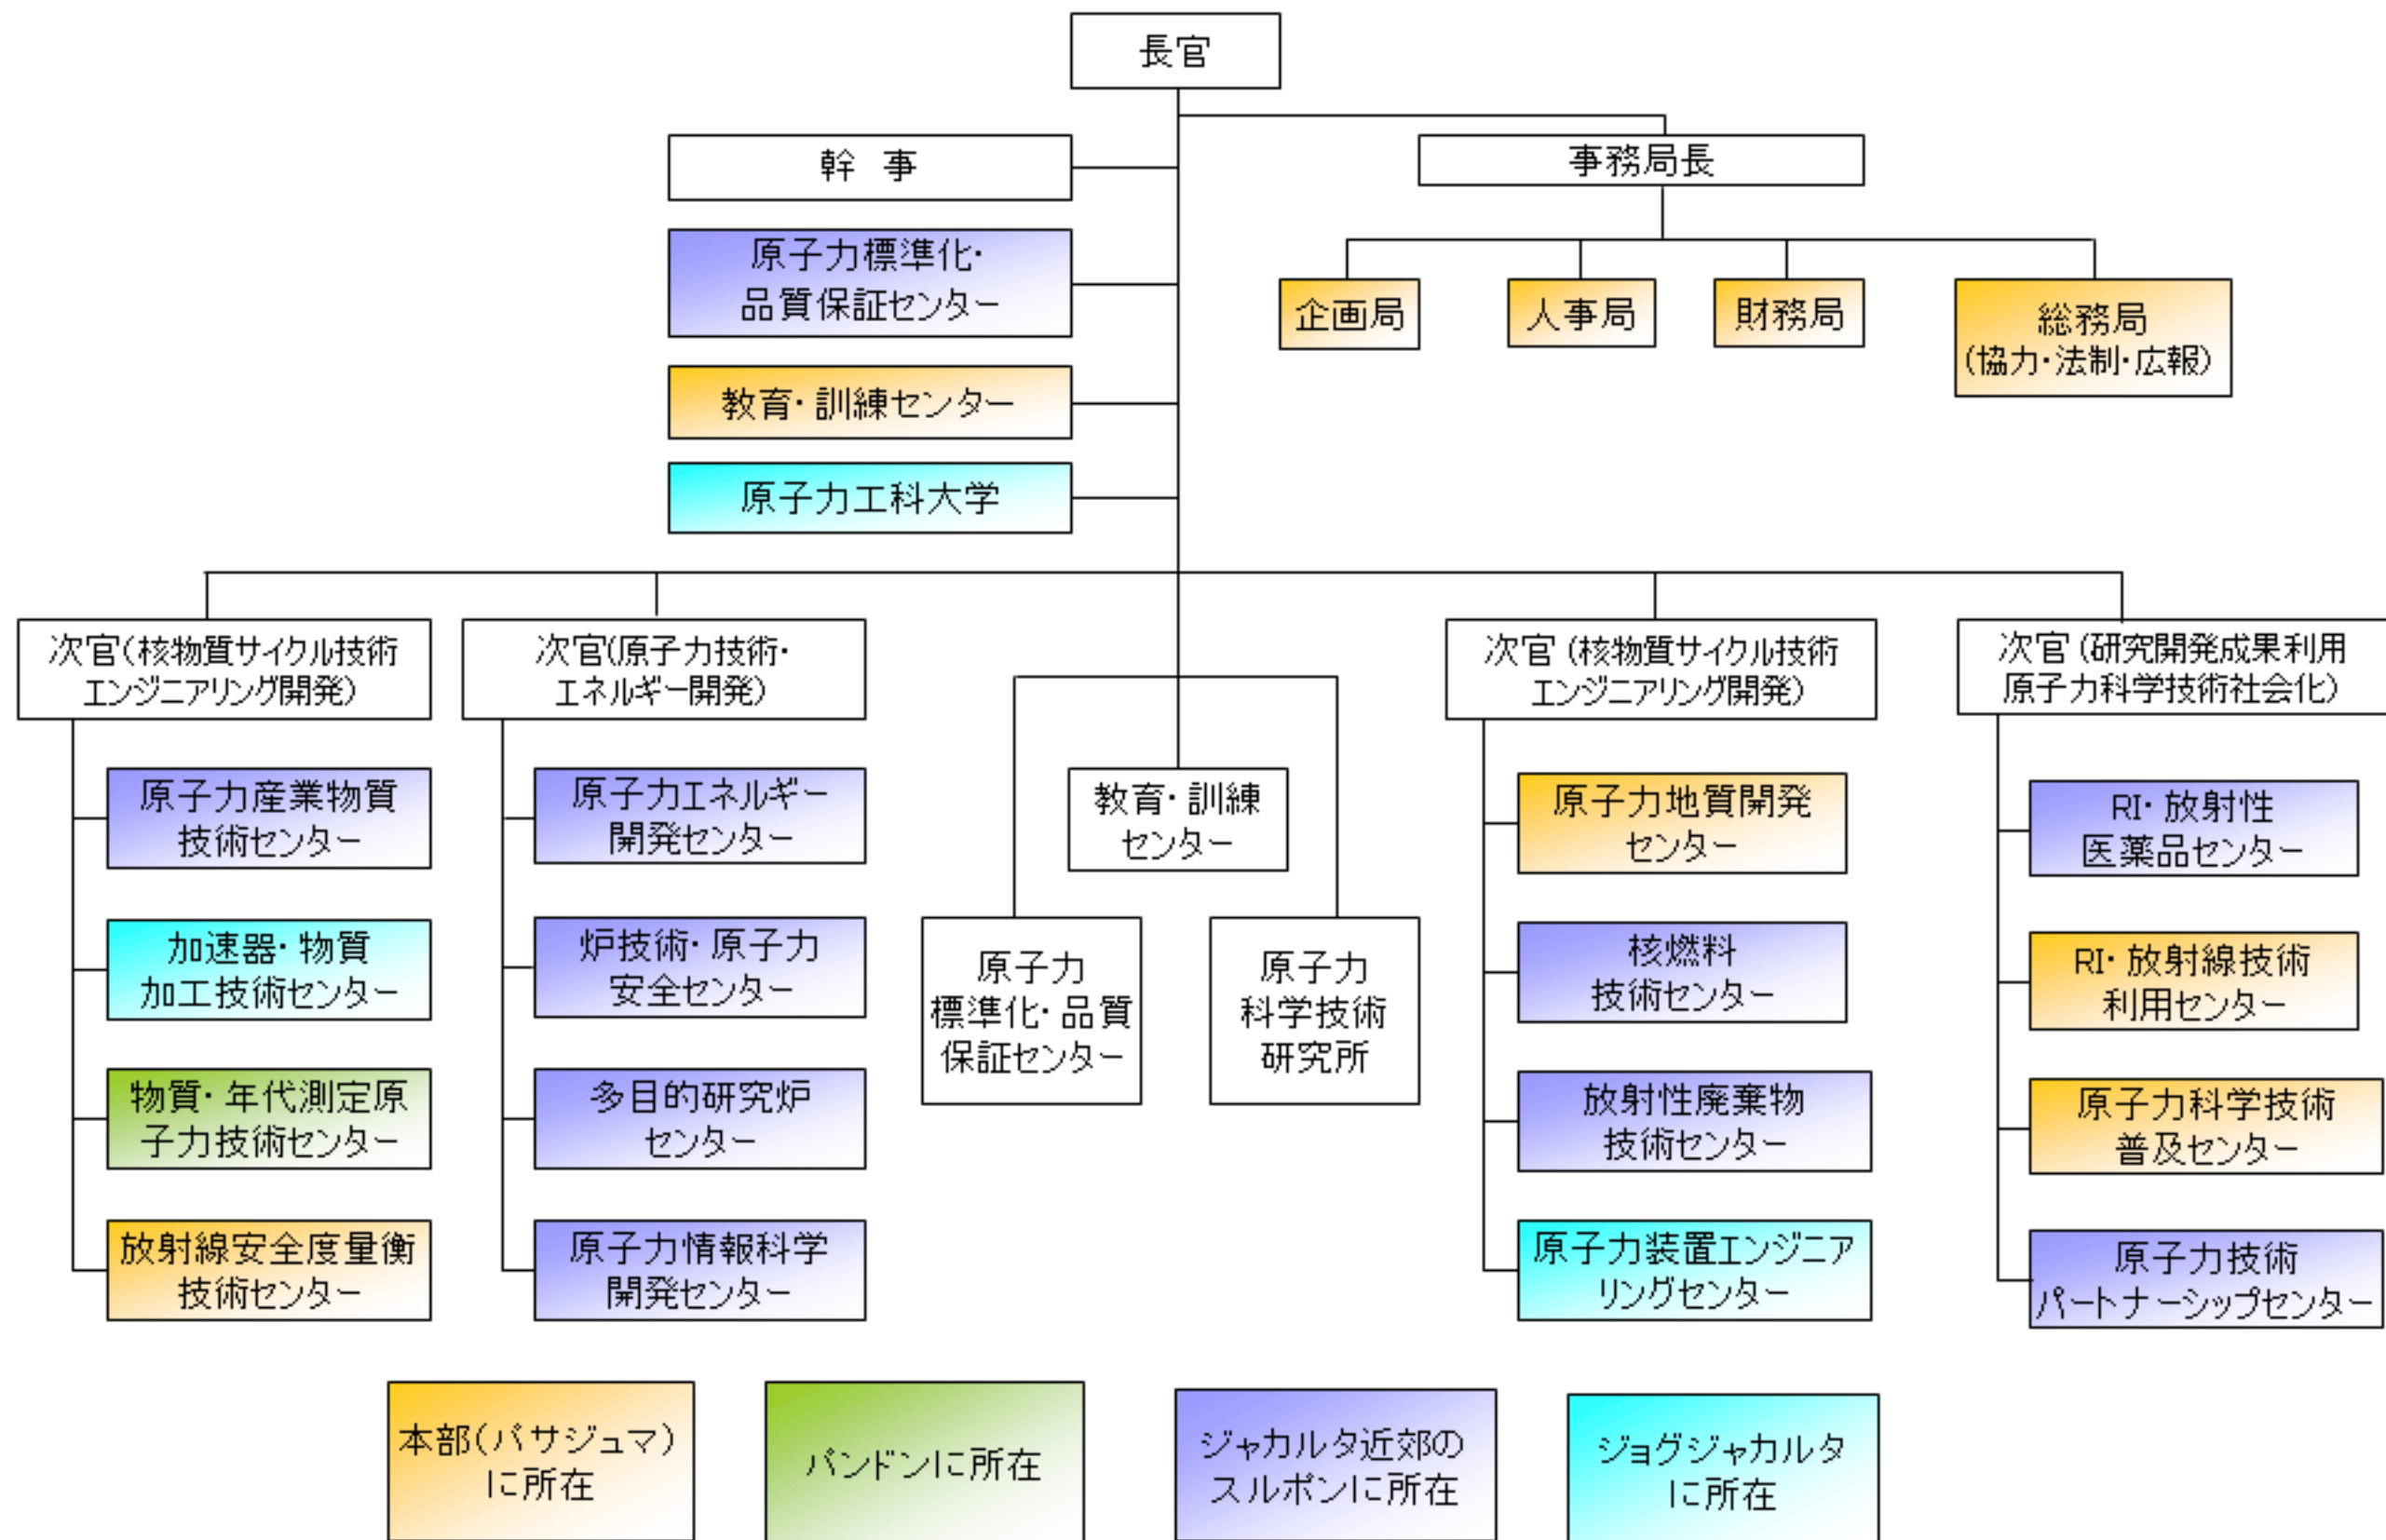 長官
幹 事
事務局長
原子力標準化・
品質保証センター
企画局
人事局
財務局
総務局
(協力・法制・広報)
教育・訓練センター
原子力工科大学
次官(核物質サイクル技術
エンジニアリング開発)
次官(原子力技術・
エネルギー開発)
次官(核物質サイクル技術
エンジニアリング開発)
次官(研究開発成果利用
原子力科学技術社会化)
原子力産業物質
技術センター
加速器・物質
加工技術センター
物質・年代測定原
子力技術センター
放射線安全度量衡
技術センター
原子力エネルギー
開発センター
炉技術・原子力
安全センター
多目的研究炉
センター
原子力情報科学
開発センター
教育・訓練
センター
原子力
標準化・品質
保証センター
原子力
科学技術
研究所
原子力地質開発
センター
核燃料
技術センター
放射性廃棄物
技術センター
原子力装置エンジニア
リングセンター
RI・放射性
医薬品センター
RI・放射線技術
利用センター
原子力科学技術
普及センター
原子力技術
パートナーシップセンター
本部(パサジュマ)
に所在
バンドンに所在
ジャカルタ近郊の
スルポンに所在
ジョグジャカルタ
に所在